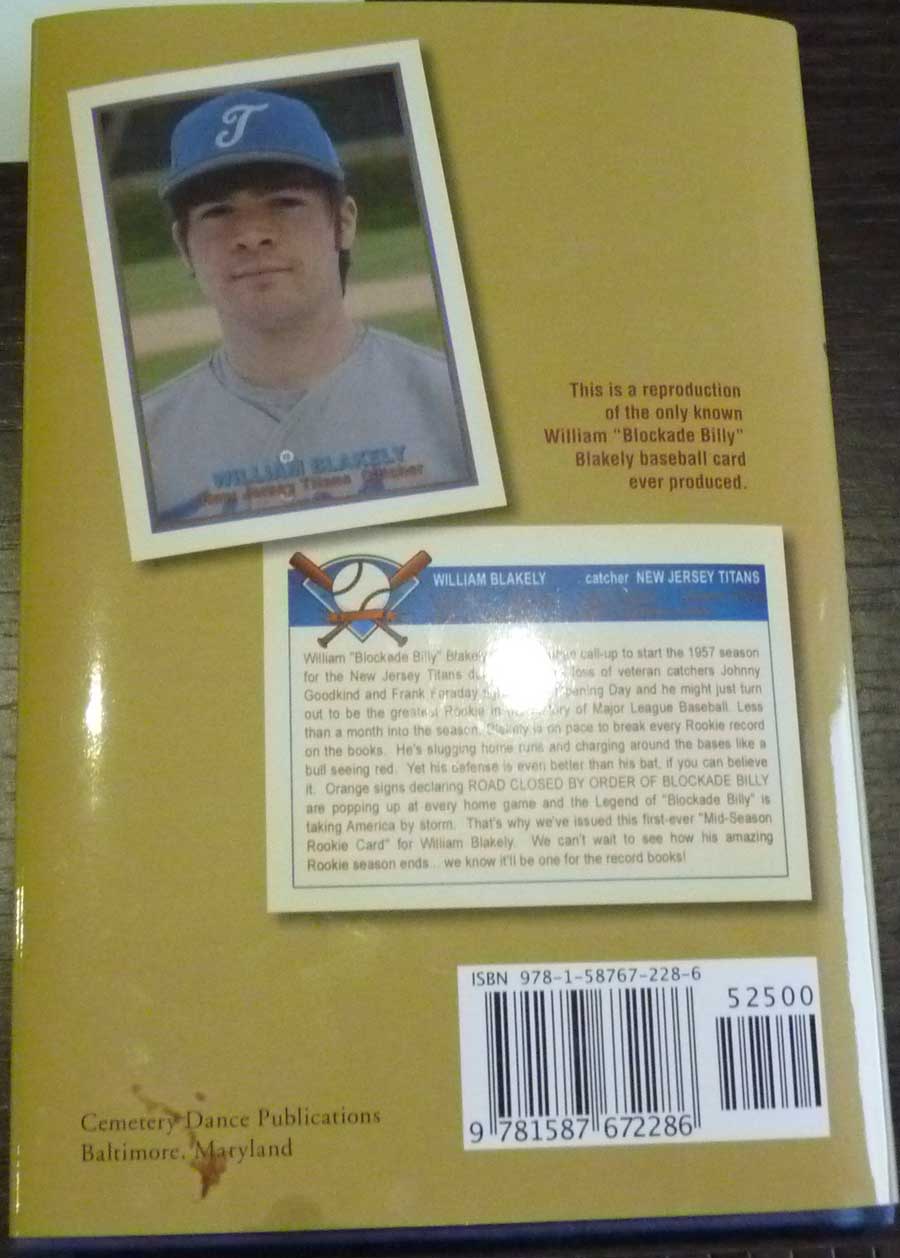 T
WILLIAM BLAKELY
New Jersey Titans Catcher
This is a reproduction
of the only known
William "Blockade Billy"
Blakely baseball card
ever produced.
WILLIAM BLAKELY catcher NEW JERSEY TITANS
William "Blockade Billy" Blakely call-up to start the 1957 season
for the New Jersey Titans loss of veteran catchers Johnny
Goodkind and Frank Faraday Opening Day and he might just turn
out to be the greatest Rookie in history of Major League Baseball. Less
than a month into the season, Blakely is on pace to break every Rookie record
on the books. He's slugging home runs and charging around the bases like a
bull seeing red. Yet his defense is even better than his bat, if you can believe
it. Orange signs declaring ROAD CLOSED BY ORDER OF BLOCKADE BILLY
are popping up at every home game and the Legend of "Blockade Billy" is
taking America by storm. That's why we've issued this first-ever "Mid-Season
Rookie Card" for William Blakely. We can't wait to see how his amazing
Rookie season ends... we know it'll be one for the record books!
ISBN 978-1-58767-228-6
52500
9 781587 672286
Cemetery Dance Publications
Baltimore, Maryland